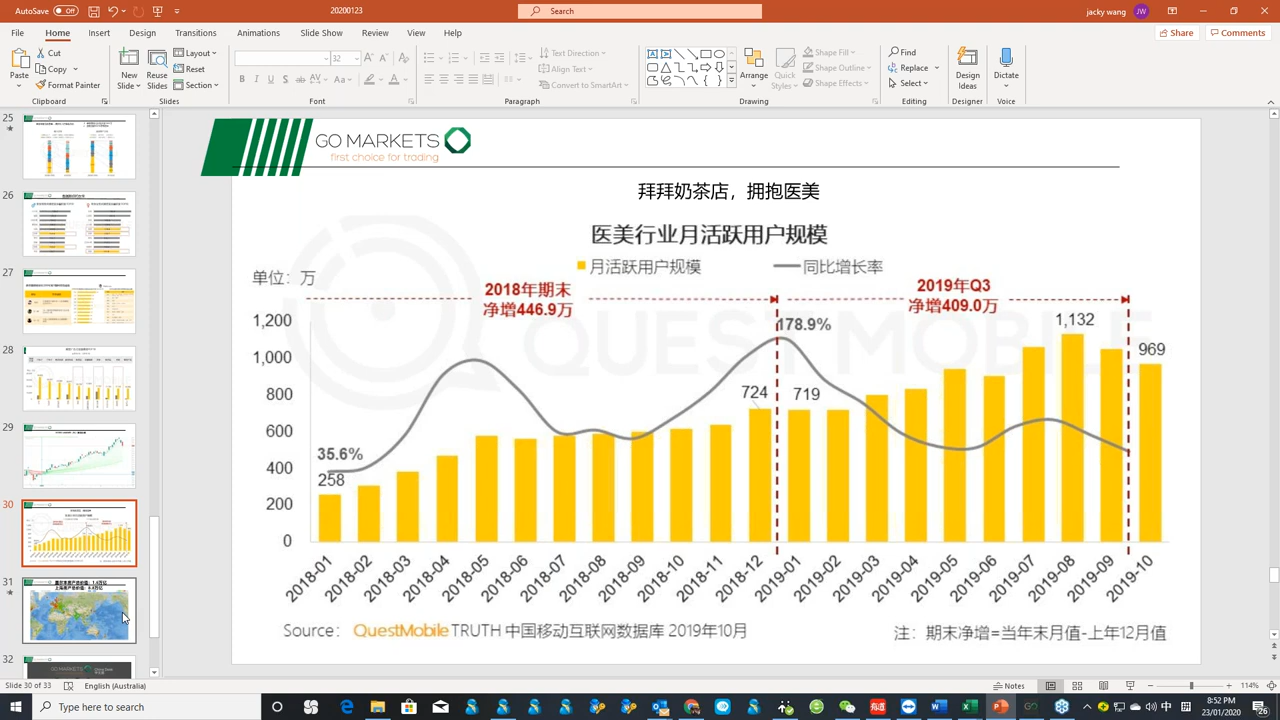 AutoSave Off
20200123
Search
jacky wang JW
File Home Insert Design Transitions Animations Slide Show Review View Help Share Comments
Paste Cut Copy Format Painter Clipboard
New Slide Reuse Slides Layout Reset Section Slides
32 Font
Text Direction Align Text Convert to SmartArt Paragraph
Arrange Quick Styles Shape Fill Shape Outline Shape Effects Drawing
Find Replace Select Editing
Design Ideas Designer
Dictate Voice
25
26
27
28
29
30
31
32
GO MARKETS
first choice for trading
拜拜奶茶店，拥抱医美
医美行业月活跃用户规模
月活跃用户规模 同比增长率
单位：万
2018年期末
净增446.9万
2019年Q3
净增409.0万
QUESTMOBILE
1,200
1,000
800
600
400
200
0
35.6%
258
724
178.9%
719
1,132
969
2018-01 2018-02 2018-03 2018-04 2018-05 2018-06 2018-07 2018-08 2018-09 2018-10 2018-11 2018-12 2019-01 2019-02 2019-03 2019-04 2019-05 2019-06 2019-07 2019-08 2019-09 2019-10
Source： QuestMobile TRUTH 中国移动互联网数据库 2019年10月
注：期末净增=当年末月值-上年12月值
Slide 30 of 33 English (Australia) Notes 114%
Type here to search
8:52 PM
23/01/2020